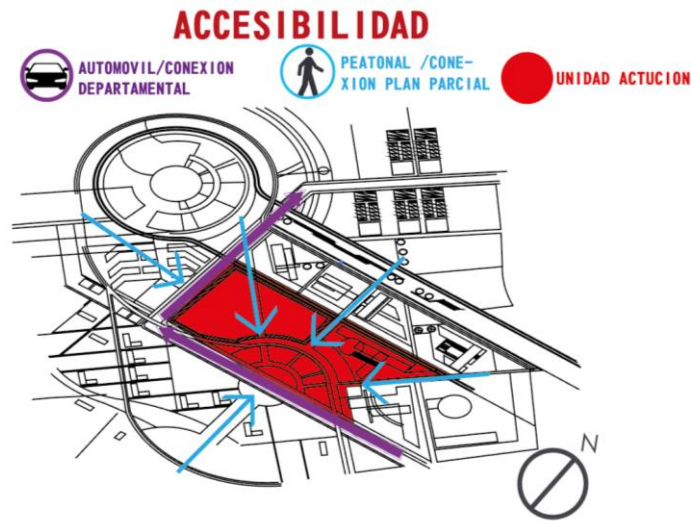 ACCESIBILIDAD
AUTOMOVIL/CONEXION
DEPARTAMENTAL
PEATONAL /CONE-
XION PLAN PARCIAL
UNIDAD ACTUCION
N